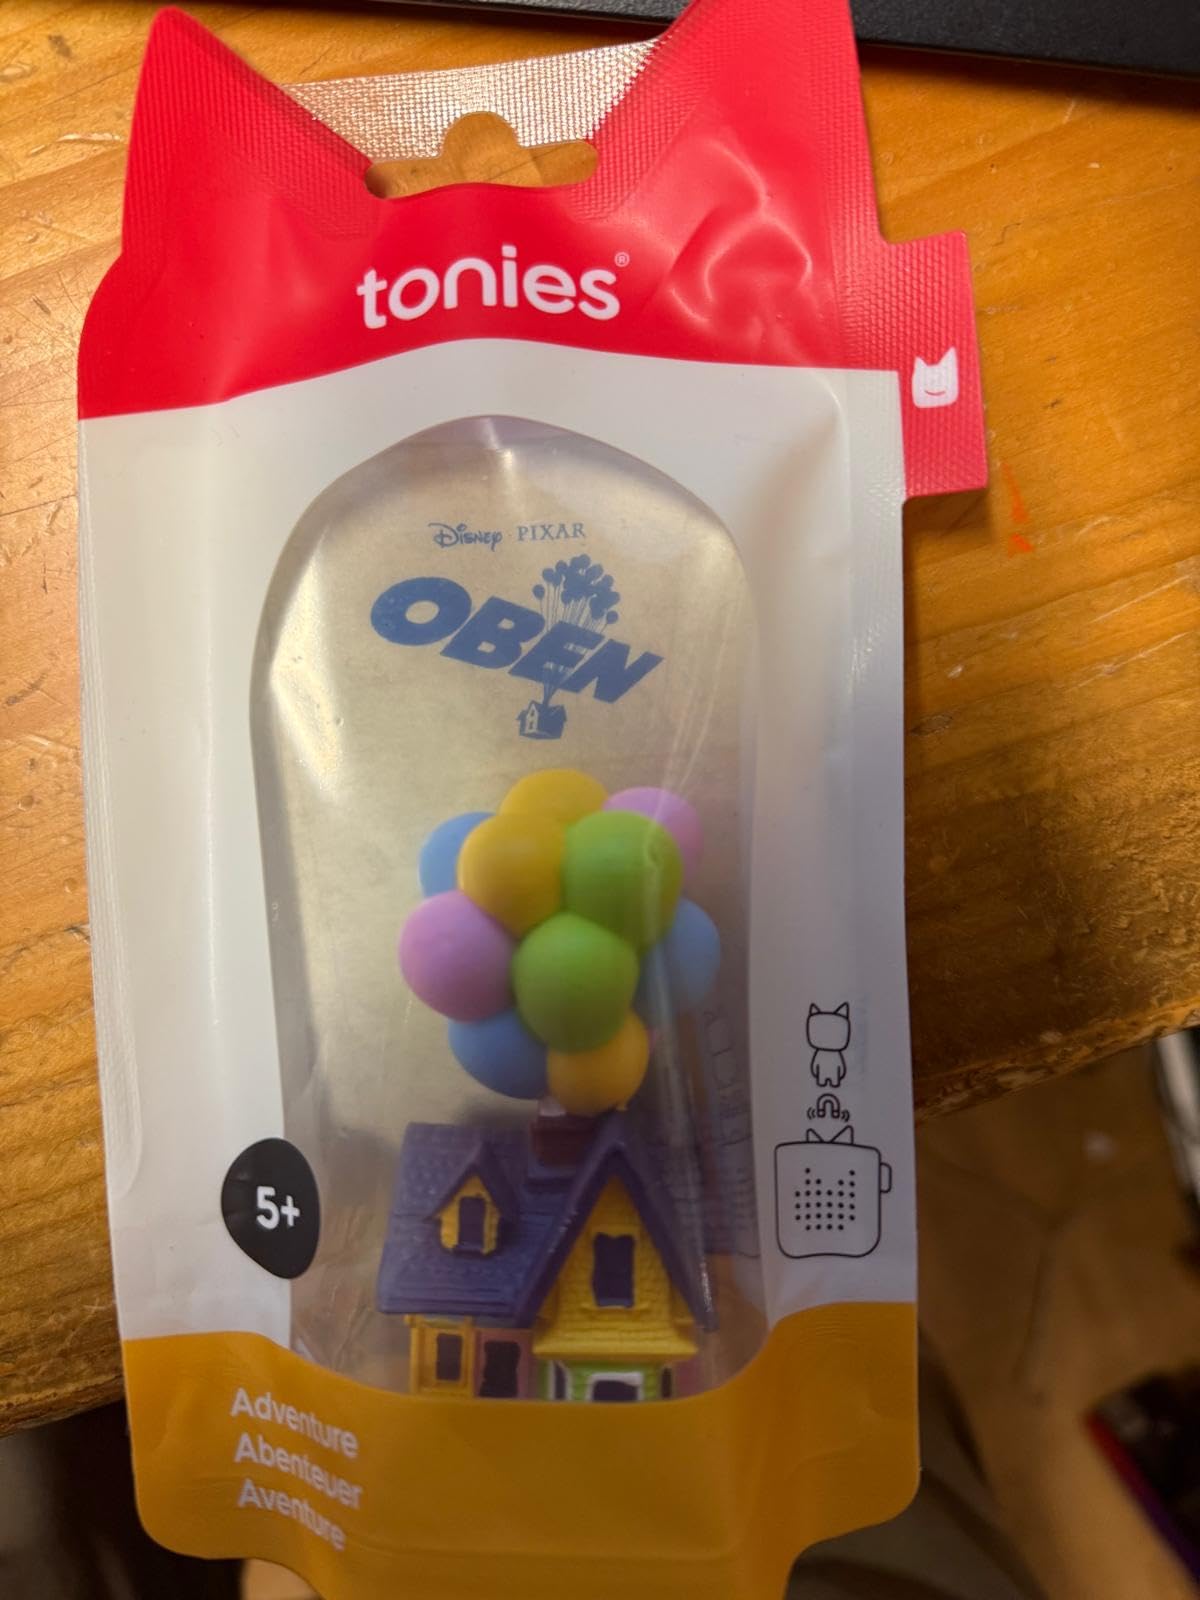 tonies®
Disney · PIXAR
OBEN
5+
Adventure
Abenteuer
Aventure